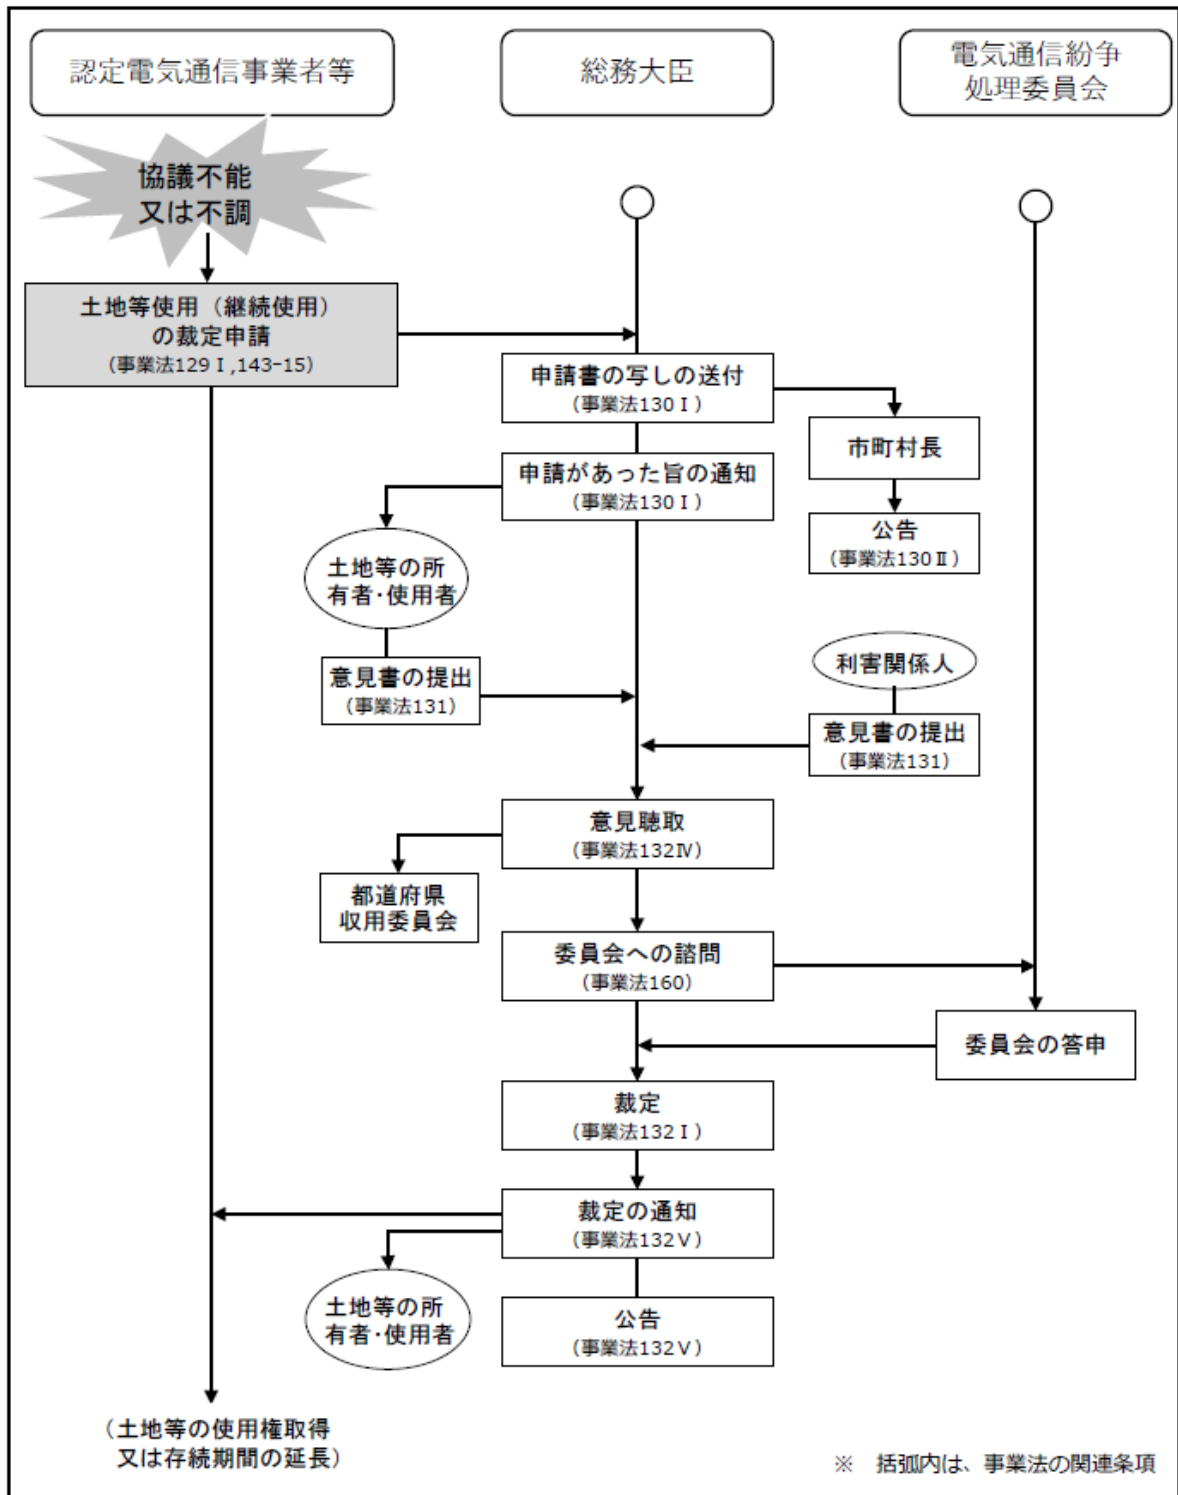 認定電気通信事業者等
総務大臣
電気通信紛争
処理委員会
協議不能
又は不調
土地等使用（継続使用）
の裁定申請
（事業法129Ⅰ,143-15）
申請書の写しの送付
（事業法130Ⅰ）
市町村長
申請があった旨の通知
（事業法130Ⅰ）
公告
（事業法130Ⅱ）
土地等の所
有者・使用者
利害関係人
意見書の提出
（事業法131）
意見書の提出
（事業法131）
意見聴取
（事業法132Ⅳ）
都道府県
収用委員会
委員会への諮問
（事業法160）
委員会の答申
裁定
（事業法132Ⅰ）
裁定の通知
（事業法132Ⅴ）
土地等の所
有者・使用者
公告
（事業法132Ⅴ）
（土地等の使用権取得
又は存続期間の延長）
※　括弧内は、事業法の関連条項